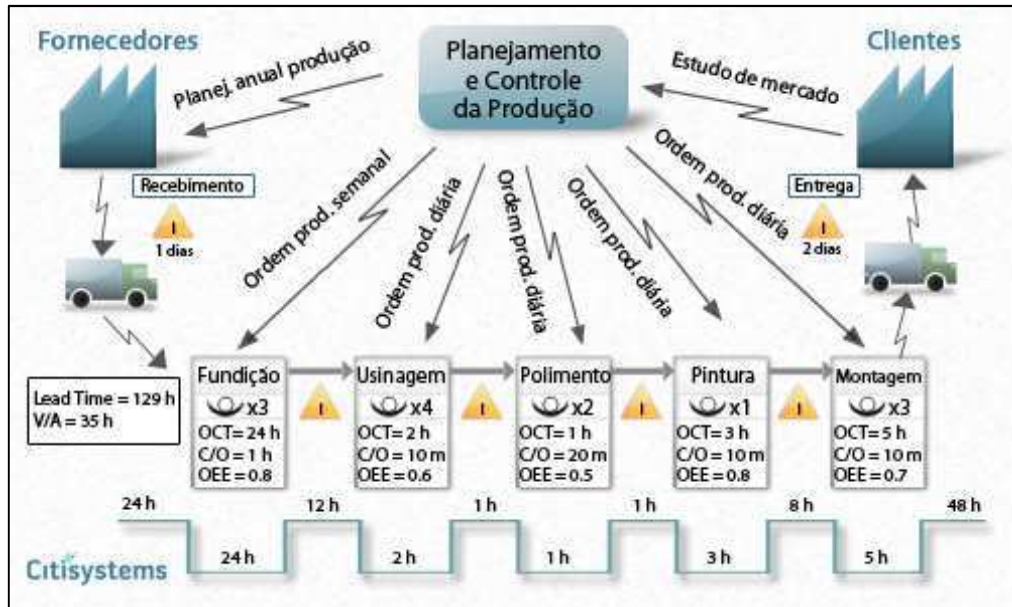 Fornecedores
Planejamento
e Controle
da Produção
Clientes
Planej. anual produção
Estudo de mercado
Recebimento
1 dias
Entrega
2 dias
Ordem prod. semanal
Ordem prod. diária
Ordem prod.
diária
Ordem prod.
diária
Ordem prod. diária
Lead Time = 129 h
V/A = 35 h
Fundição
x3
OCT= 24 h
C/O = 1 h
OEE = 0.8
Usinagem
x4
OCT= 2 h
C/O= 10 m
OEE = 0.6
Polimento
x2
OCT= 1 h
C/O= 20 m
OEE = 0.5
Pintura
x1
OCT= 3 h
C/O= 10 m
OEE = 0.8
Montagem
x3
OCT= 5 h
C/O= 10 m
OEE = 0.7
24 h
12 h
1 h
1 h
8 h
48 h
24 h
2 h
1 h
3 h
5 h
Citisystems